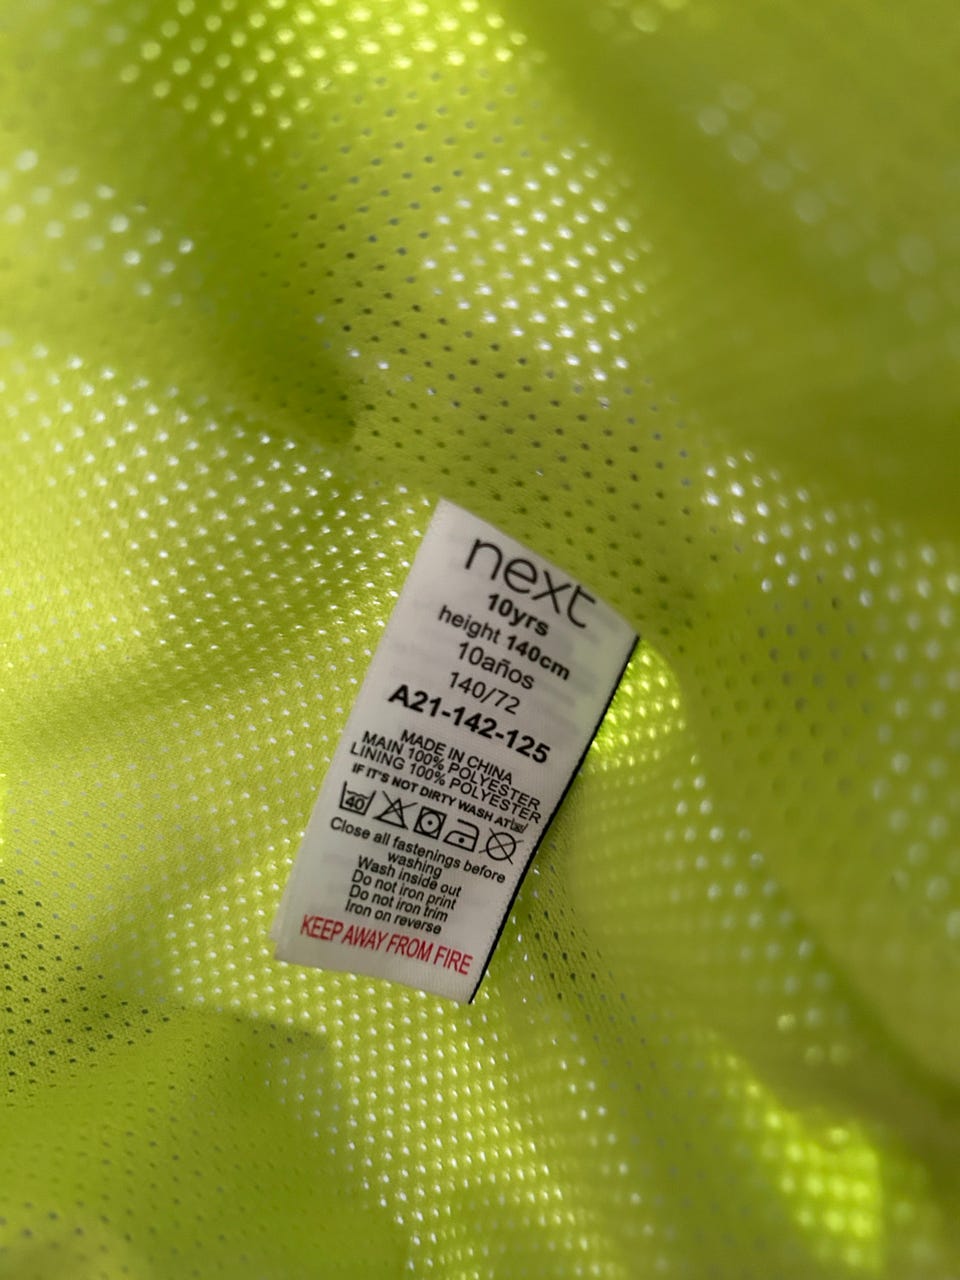 next
10yrs
height 140cm
10años
140/72
A21-142-125
MADE IN CHINA
MAIN 100% POLYESTER
LINING 100% POLYESTER
IF IT'S NOT DIRTY WASH AT
40
Close all fastenings before
washing
Wash inside out
Do not iron print
Do not iron trim
Iron on reverse
KEEP AWAY FROM FIRE